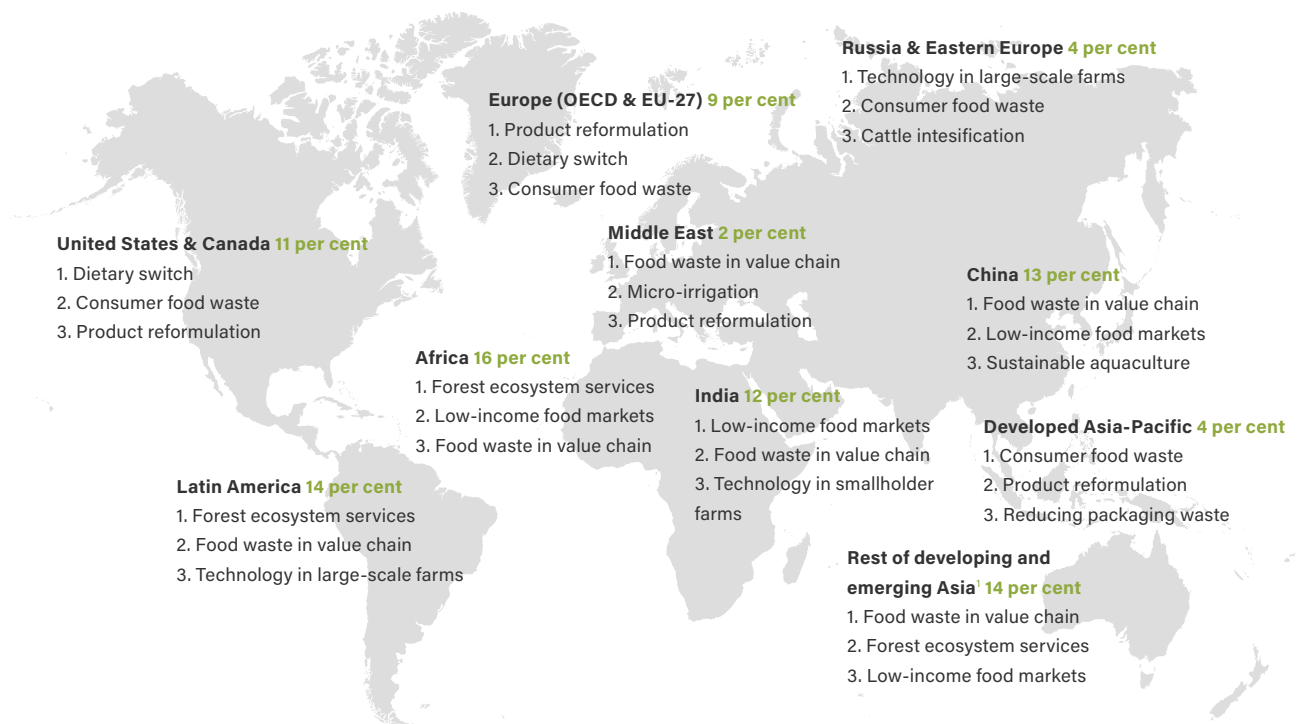 Russia & Eastern Europe 4 per cent
1. Technology in large-scale farms
2. Consumer food waste
3. Cattle intesification
Europe (OECD & EU-27) 9 per cent
1. Product reformulation
2. Dietary switch
3. Consumer food waste
United States & Canada 11 per cent
1. Dietary switch
2. Consumer food waste
3. Product reformulation
Middle East 2 per cent
1. Food waste in value chain
2. Micro-irrigation
3. Product reformulation
China 13 per cent
1. Food waste in value chain
2. Low-income food markets
3. Sustainable aquaculture
Africa 16 per cent
1. Forest ecosystem services
2. Low-income food markets
3. Food waste in value chain
India 12 per cent
1. Low-income food markets
2. Food waste in value chain
3. Technology in smallholder
farms
Developed Asia-Pacific 4 per cent
1. Consumer food waste
2. Product reformulation
3. Reducing packaging waste
Latin America 14 per cent
1. Forest ecosystem services
2. Food waste in value chain
3. Technology in large-scale farms
Rest of developing and
emerging Asia¹ 14 per cent
1. Food waste in value chain
2. Forest ecosystem services
3. Low-income food markets